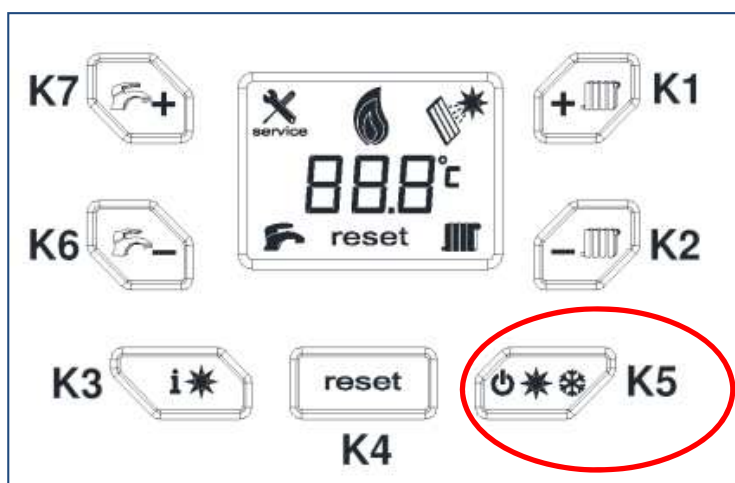 K7
+
service
+
K1
88.8°c
K6
-
reset
-
K2
K3
i
reset
K5
K4